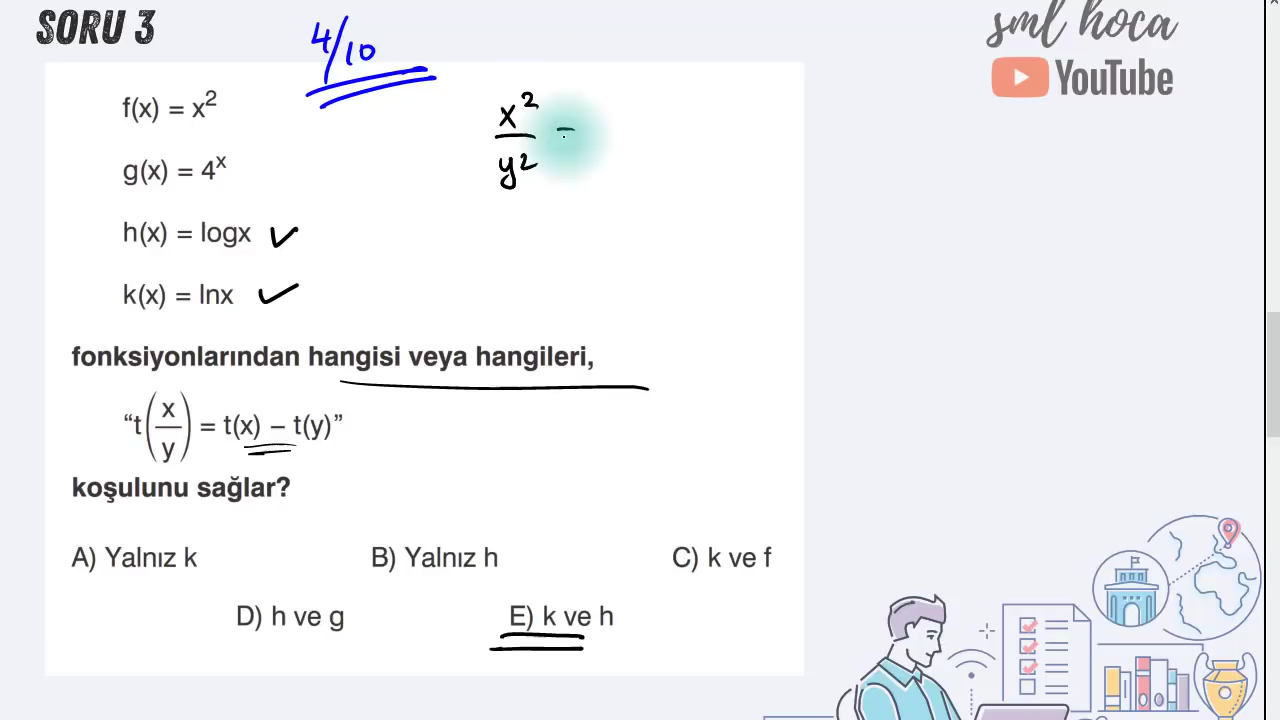 SORU 3
4/10
sml hoca
YouTube
f(x) = x²
x²/y² =
g(x) = 4ˣ
h(x) = logx ✓
k(x) = lnx ✓
fonksiyonlarından hangisi veya hangileri,
“t(x/y) = t(x) – t(y)”
koşulunu sağlar?
A) Yalnız k B) Yalnız h C) k ve f
D) h ve g E) k ve h